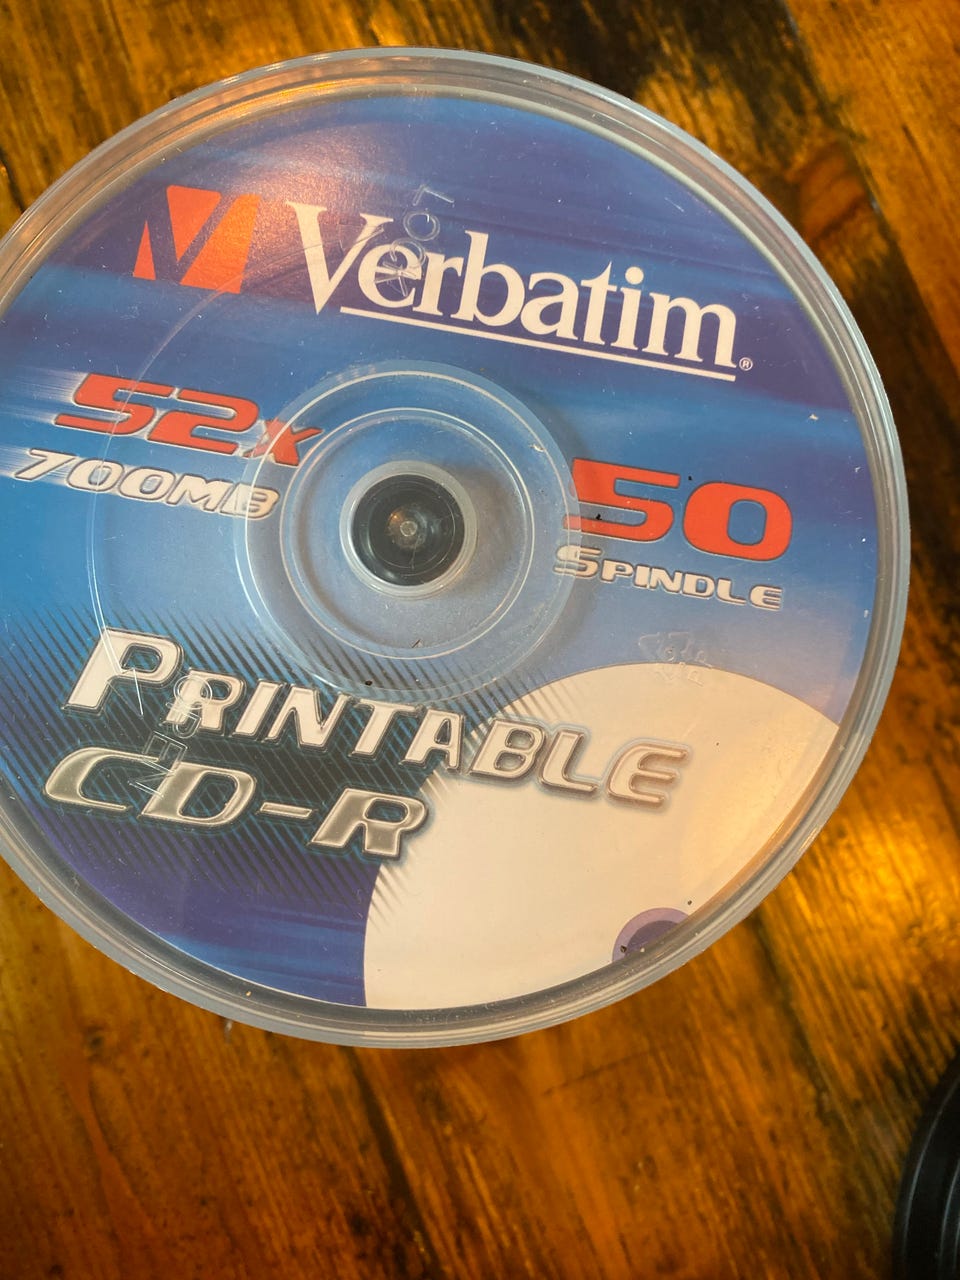 Verbatim®
52x
700MB
50
SPINDLE
PRINTABLE
CD-R